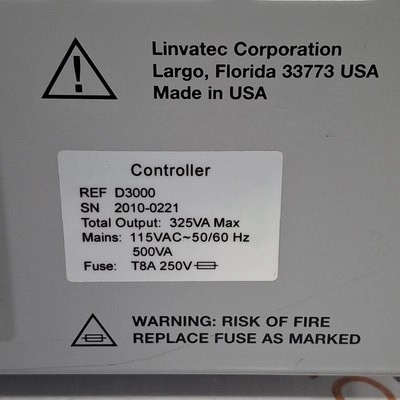 Linvatec Corporation
Largo, Florida 33773 USA
Made in USA
Controller
REF D3000
SN 2010-0221
Total Output: 325VA Max
Mains: 115VAC~50/60 Hz
500VA
Fuse: T8A 250V
WARNING: RISK OF FIRE
REPLACE FUSE AS MARKED